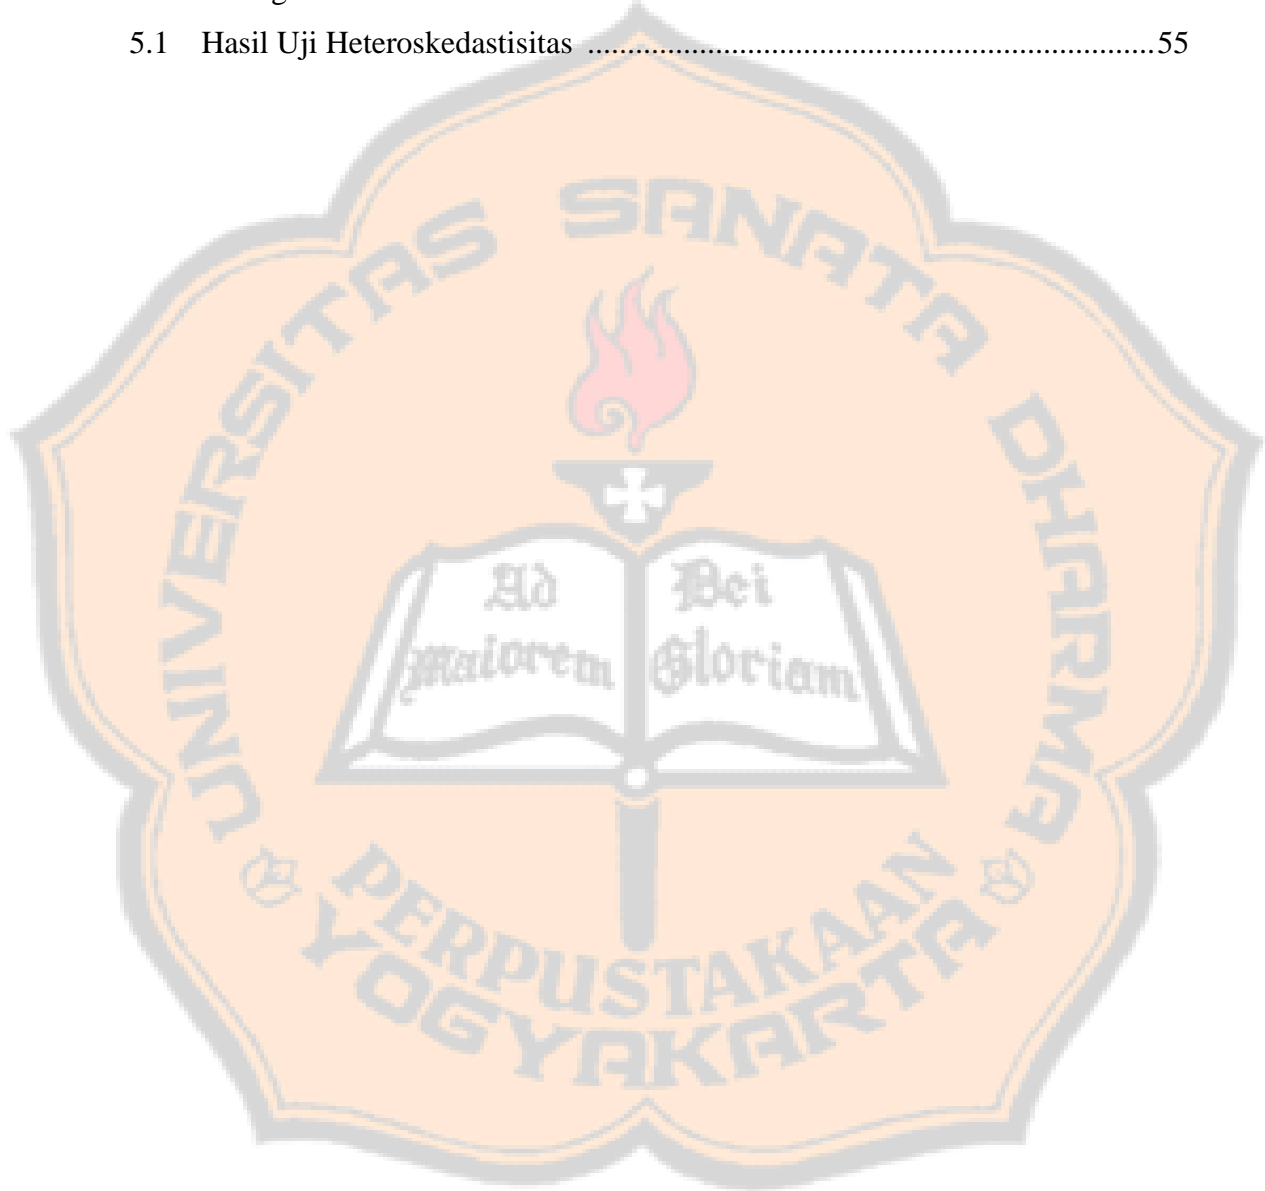 5.1 Hasil Uji Heteroskedastisitas ........................................................................ 55
UNIVERSITAS SANATA DHARMA
Ad Dei
maiorem Gloriam
PERPUSTAKAAN
YOGYAKARTA